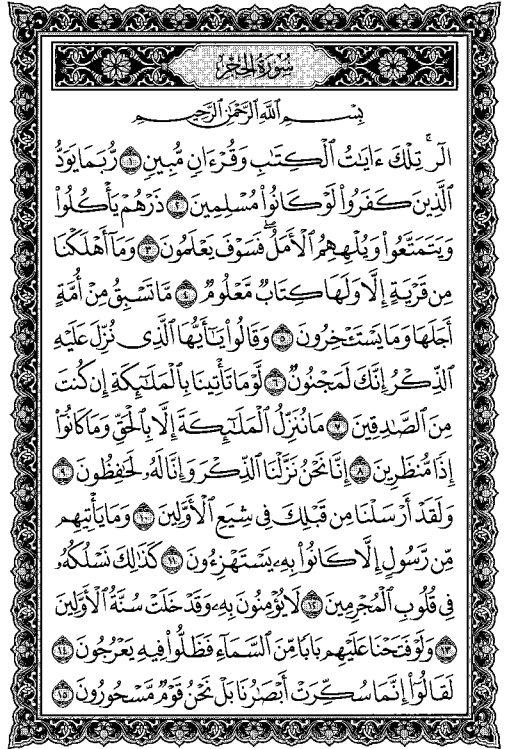 سُورَةُ الحِجْرِ
بِسْمِ اللَّهِ الرَّحْمَٰنِ الرَّحِيمِ
الٓرۚ تِلْكَ ءَايَٰتُ ٱلْكِتَٰبِ وَقُرْءَانٍ مُّبِينٍ ١ رُّبَمَا يَوَدُّ
ٱلَّذِينَ كَفَرُوا۟ لَوْ كَانُوا۟ مُسْلِمِينَ ٢ ذَرْهُمْ يَأْكُلُوا۟
وَيَتَمَتَّعُوا۟ وَيُلْهِهِمُ ٱلْأَمَلُۖ فَسَوْفَ يَعْلَمُونَ ٣ وَمَآ أَهْلَكْنَا
مِن قَرْيَةٍ إِلَّا وَلَهَا كِتَابٌ مَّعْلُومٌ ٤ مَّا تَسْبِقُ مِنْ أُمَّةٍ
أَجَلَهَا وَمَا يَسْتَـْٔخِرُونَ ٥ وَقَالُوا۟ يَٰٓأَيُّهَا ٱلَّذِى نُزِّلَ عَلَيْهِ
ٱلذِّكْرُ إِنَّكَ لَمَجْنُونٌ ٦ لَّوْمَا تَأْتِينَا بِٱلْمَلَٰٓئِكَةِ إِن كُنتَ
مِنَ ٱلصَّٰدِقِينَ ٧ مَا نُنَزِّلُ ٱلْمَلَٰٓئِكَةَ إِلَّا بِٱلْحَقِّ وَمَا كَانُوٓا۟
إِذًا مُّنظَرِينَ ٨ إِنَّا نَحْنُ نَزَّلْنَا ٱلذِّكْرَ وَإِنَّا لَهُۥ لَحَٰفِظُونَ ٩
وَلَقَدْ أَرْسَلْنَا مِن قَبْلِكَ فِى شِيَعِ ٱلْأَوَّلِينَ ١٠ وَمَا يَأْتِيهِم
مِّن رَّسُولٍ إِلَّا كَانُوا۟ بِهِۦ يَسْتَهْزِءُونَ ١١ كَذَٰلِكَ نَسْلُكُهُۥ
فِى قُلُوبِ ٱلْمُجْرِمِينَ ١٢ لَا يُؤْمِنُونَ بِهِۦ وَقَدْ خَلَتْ سُنَّةُ ٱلْأَوَّلِينَ
١٣ وَلَوْ فَتَحْنَا عَلَيْهِم بَابًا مِّنَ ٱلسَّمَآءِ فَظَلُّوا۟ فِيهِ يَعْرُجُونَ ١٤
لَقَالُوٓا۟ إِنَّمَا سُكِّرَتْ أَبْصَٰرُنَا بَلْ نَحْنُ قَوْمٌ مَّسْحُورُونَ ١٥